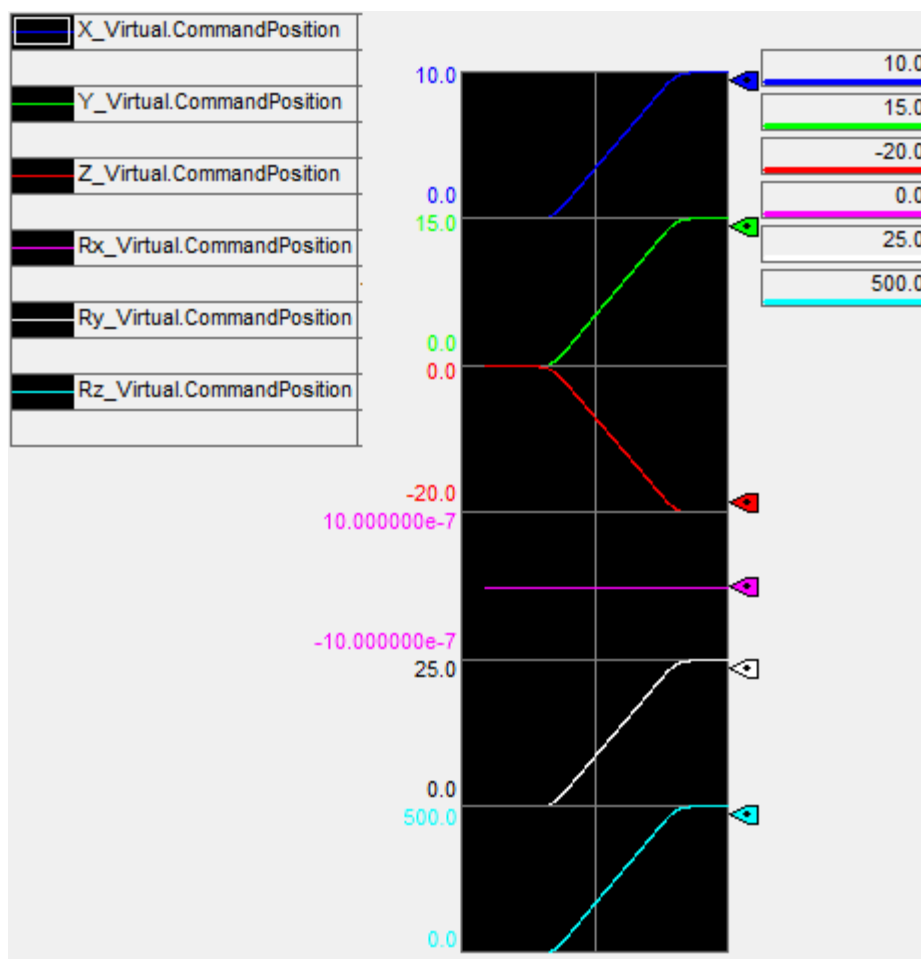 X_Virtual.CommandPosition
Y_Virtual.CommandPosition
Z_Virtual.CommandPosition
Rx_Virtual.CommandPosition
Ry_Virtual.CommandPosition
Rz_Virtual.CommandPosition
10.0
0.0
15.0
0.0
0.0
-20.0
10.000000e-7
-10.000000e-7
25.0
0.0
500.0
0.0
10.0
15.0
-20.0
0.0
25.0
500.0